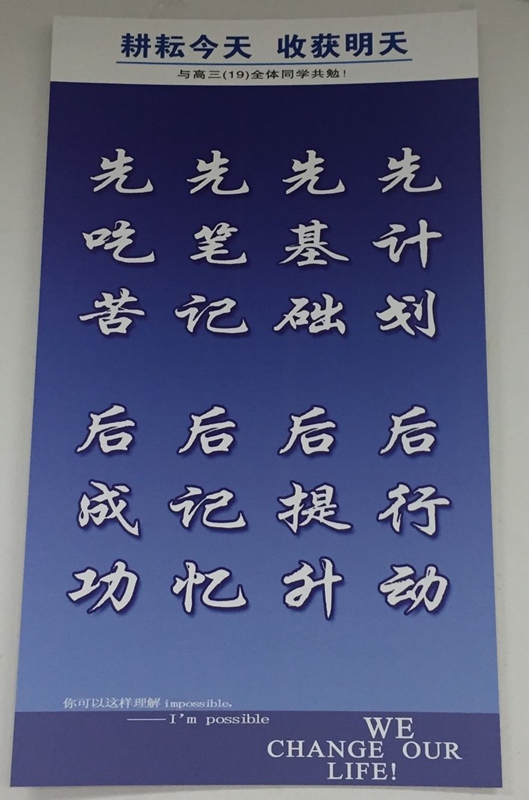 耕耘今天 收获明天
与高三(19)全体同学共勉!
先计划 后行动
先基础 后提升
先笔记 后记忆
先吃苦 后成功
你可以这样理解 impossible,
——I'm possible
WE
CHANGE OUR
LIFE!